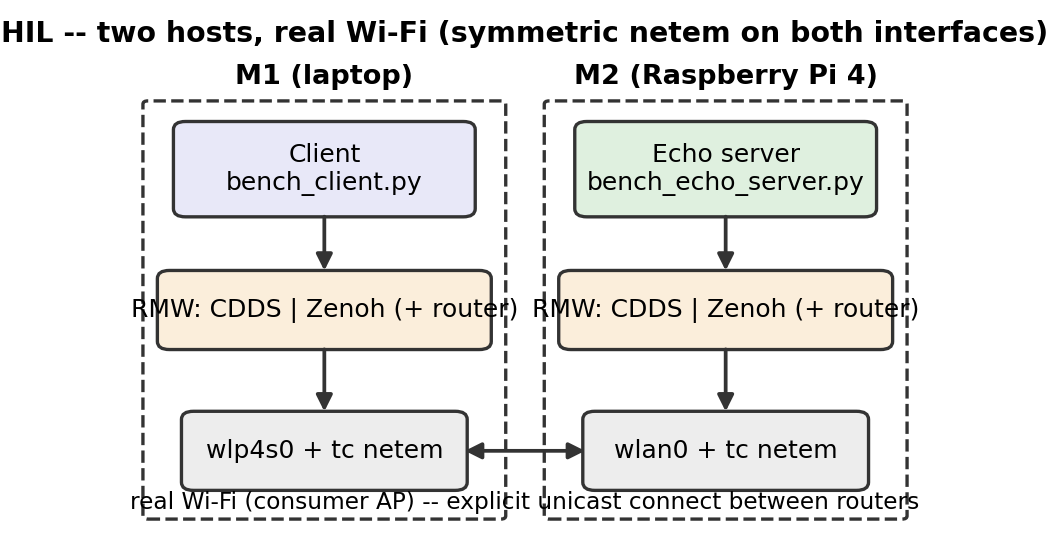 HIL -- two hosts, real Wi-Fi (symmetric netem on both interfaces)
M1 (laptop)
M2 (Raspberry Pi 4)
Client
bench_client.py
Echo server
bench_echo_server.py
RMW: CDDS | Zenoh (+ router)
RMW: CDDS | Zenoh (+ router)
wlp4s0 + tc netem
wlan0 + tc netem
real Wi-Fi (consumer AP) -- explicit unicast connect between routers